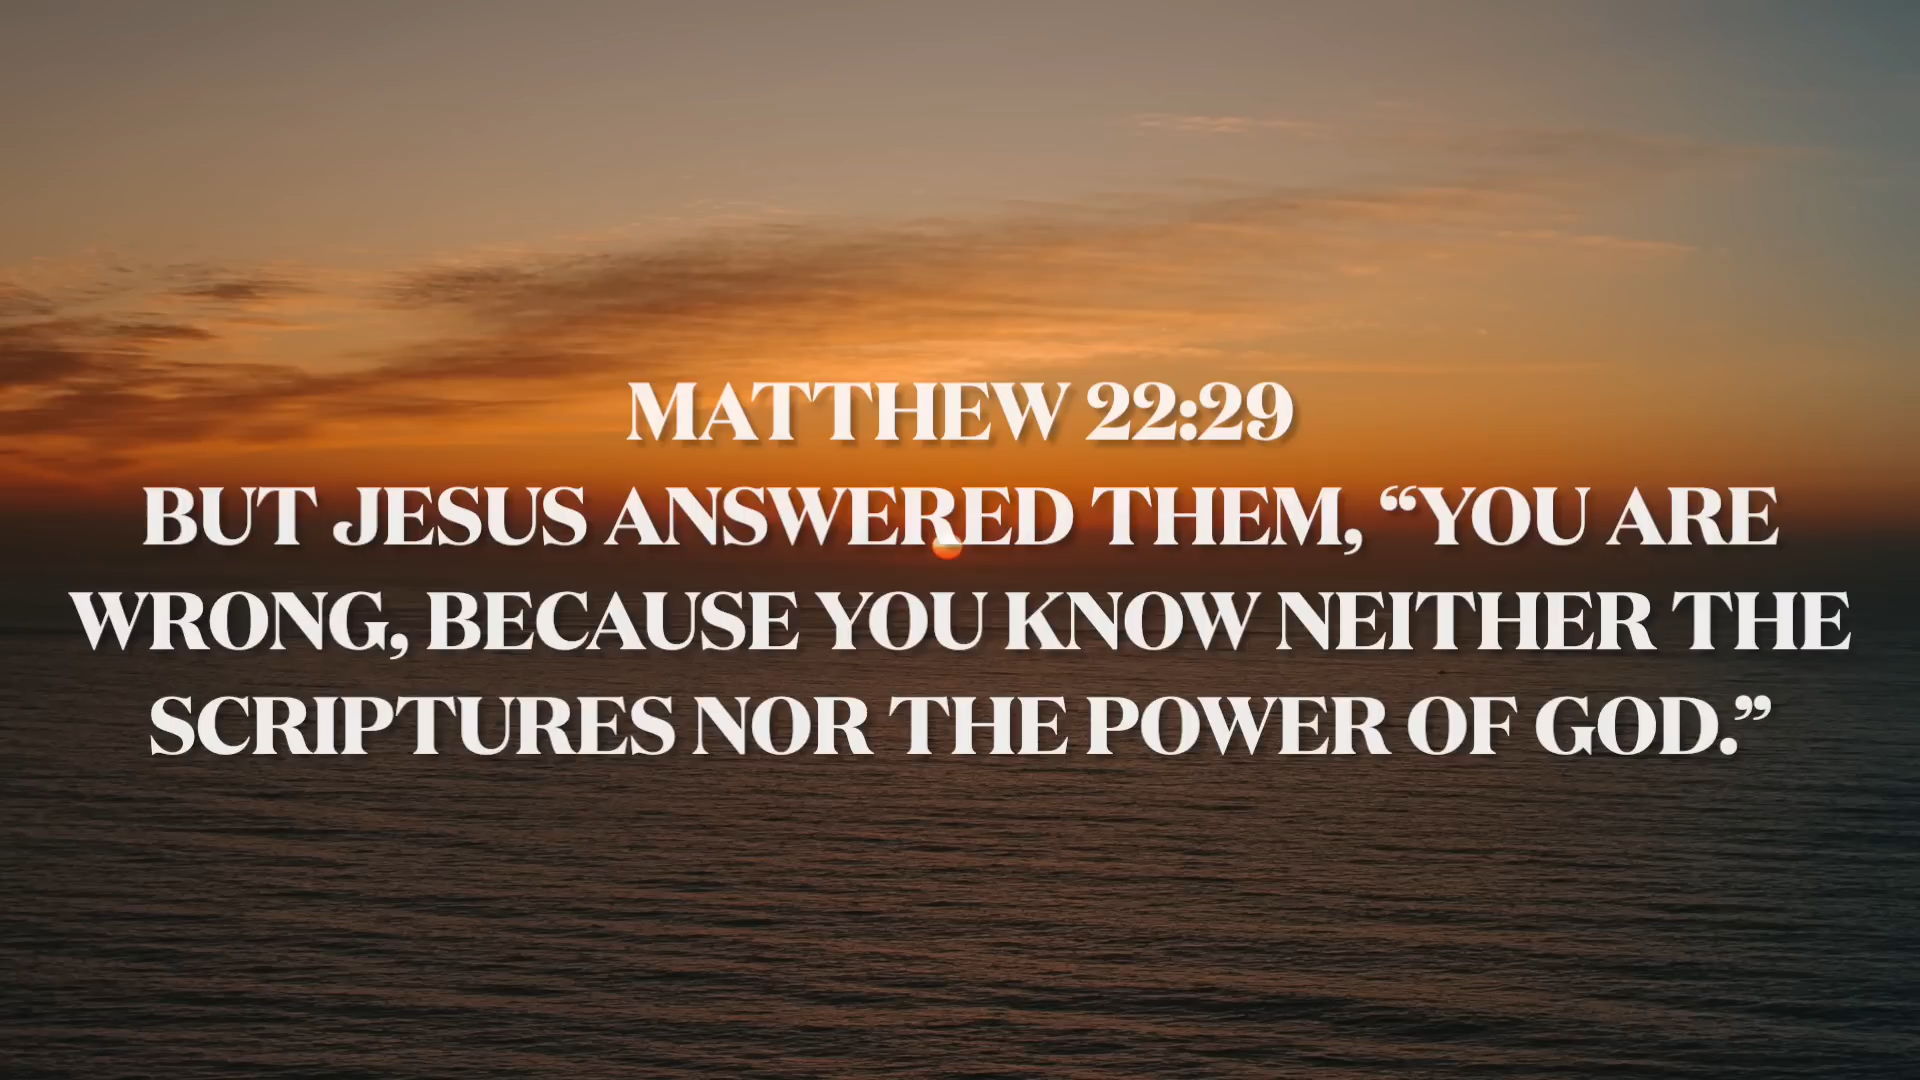 MATTHEW 22:29
BUT JESUS ANSWERED THEM, “YOU ARE
WRONG, BECAUSE YOU KNOW NEITHER THE
SCRIPTURES NOR THE POWER OF GOD.”